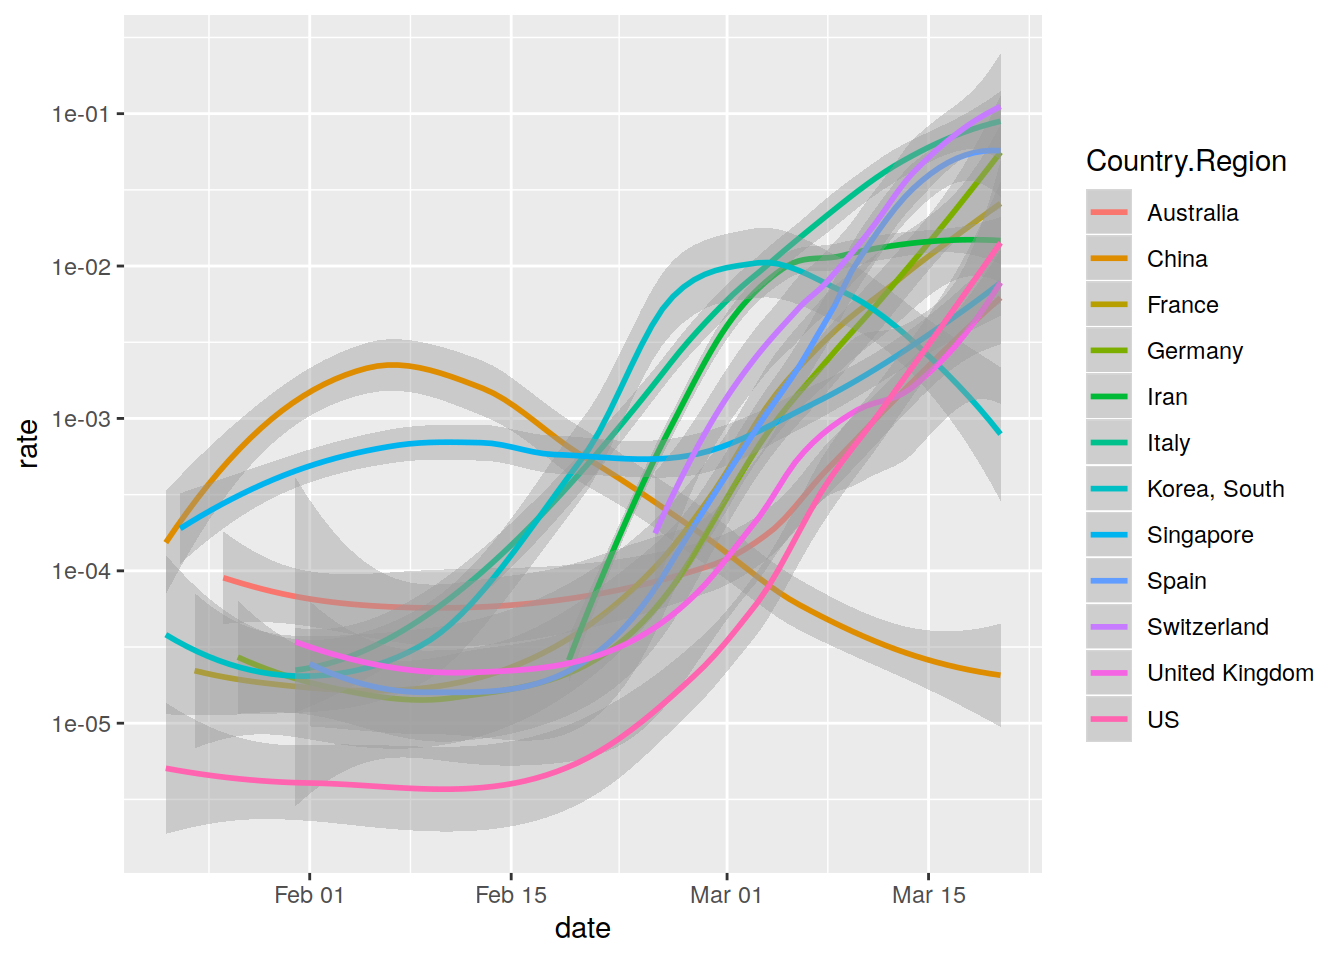 1e-01
1e-02
1e-03
1e-04
1e-05
rate
Feb 01
Feb 15
Mar 01
Mar 15
date
Country.Region
Australia
China
France
Germany
Iran
Italy
Korea, South
Singapore
Spain
Switzerland
United Kingdom
US